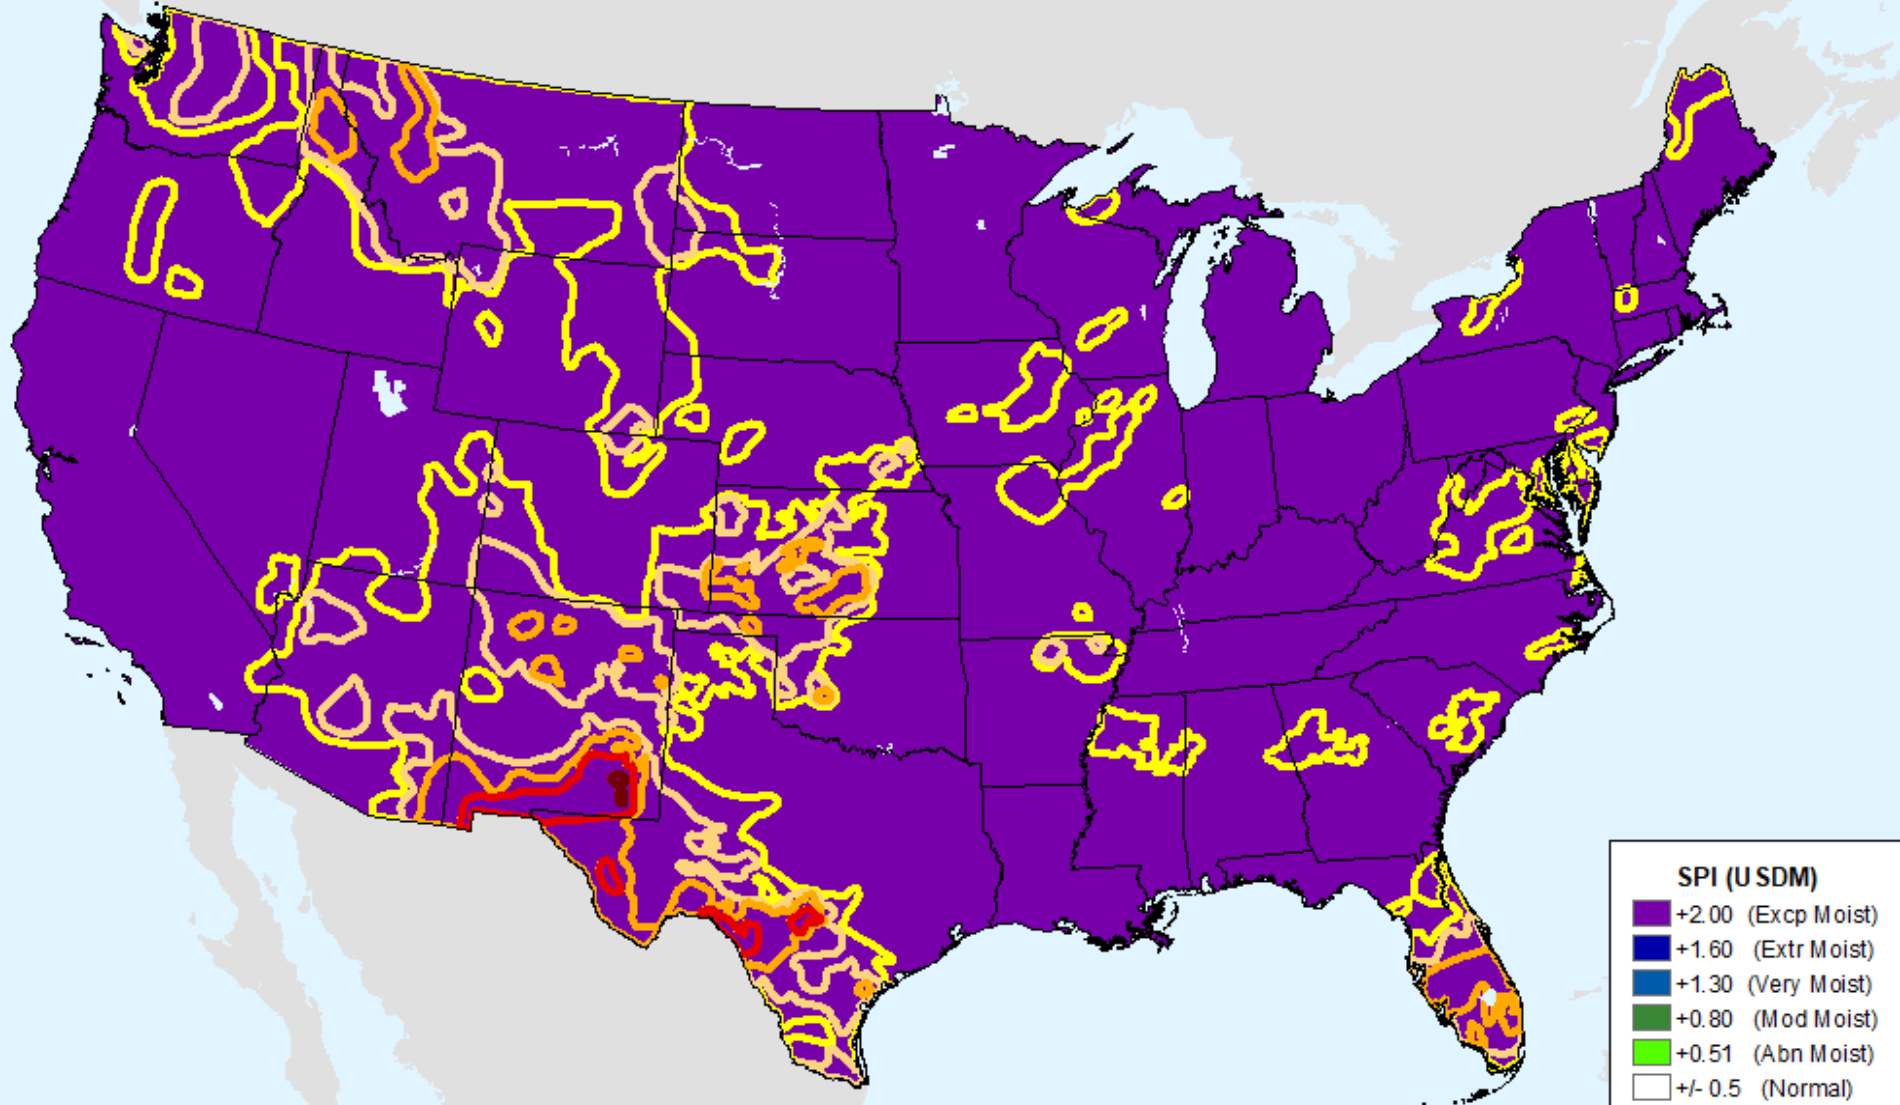 SPI (USDM)
+2.00 (Excp Moist)
+1.60 (Extr Moist)
+1.30 (Very Moist)
+0.80 (Mod Moist)
+0.51 (Abn Moist)
+/- 0.5 (Normal)